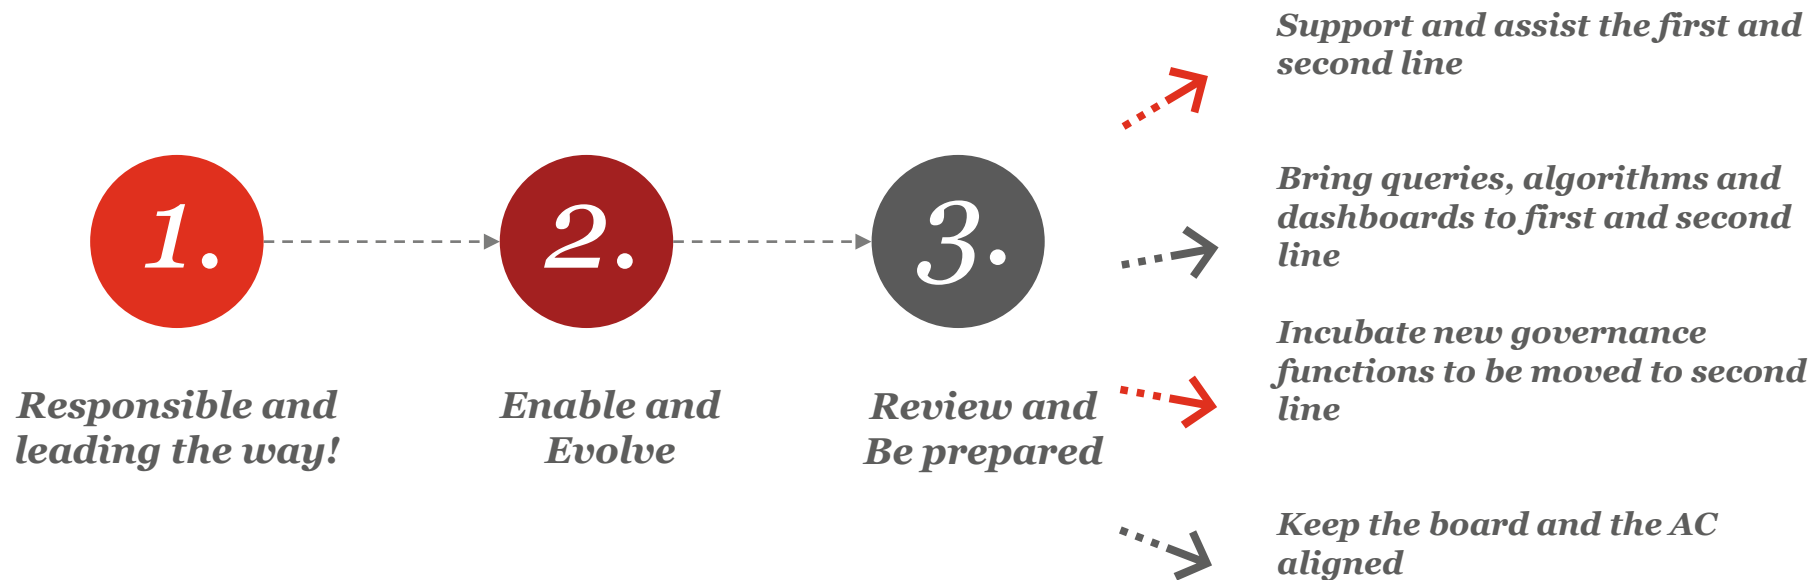 1.
2.
3.
Responsible and
leading the way!
Enable and
Evolve
Review and
Be prepared
Support and assist the first and
second line
Bring queries, algorithms and
dashboards to first and second
line
Incubate new governance
functions to be moved to second
line
Keep the board and the AC
aligned